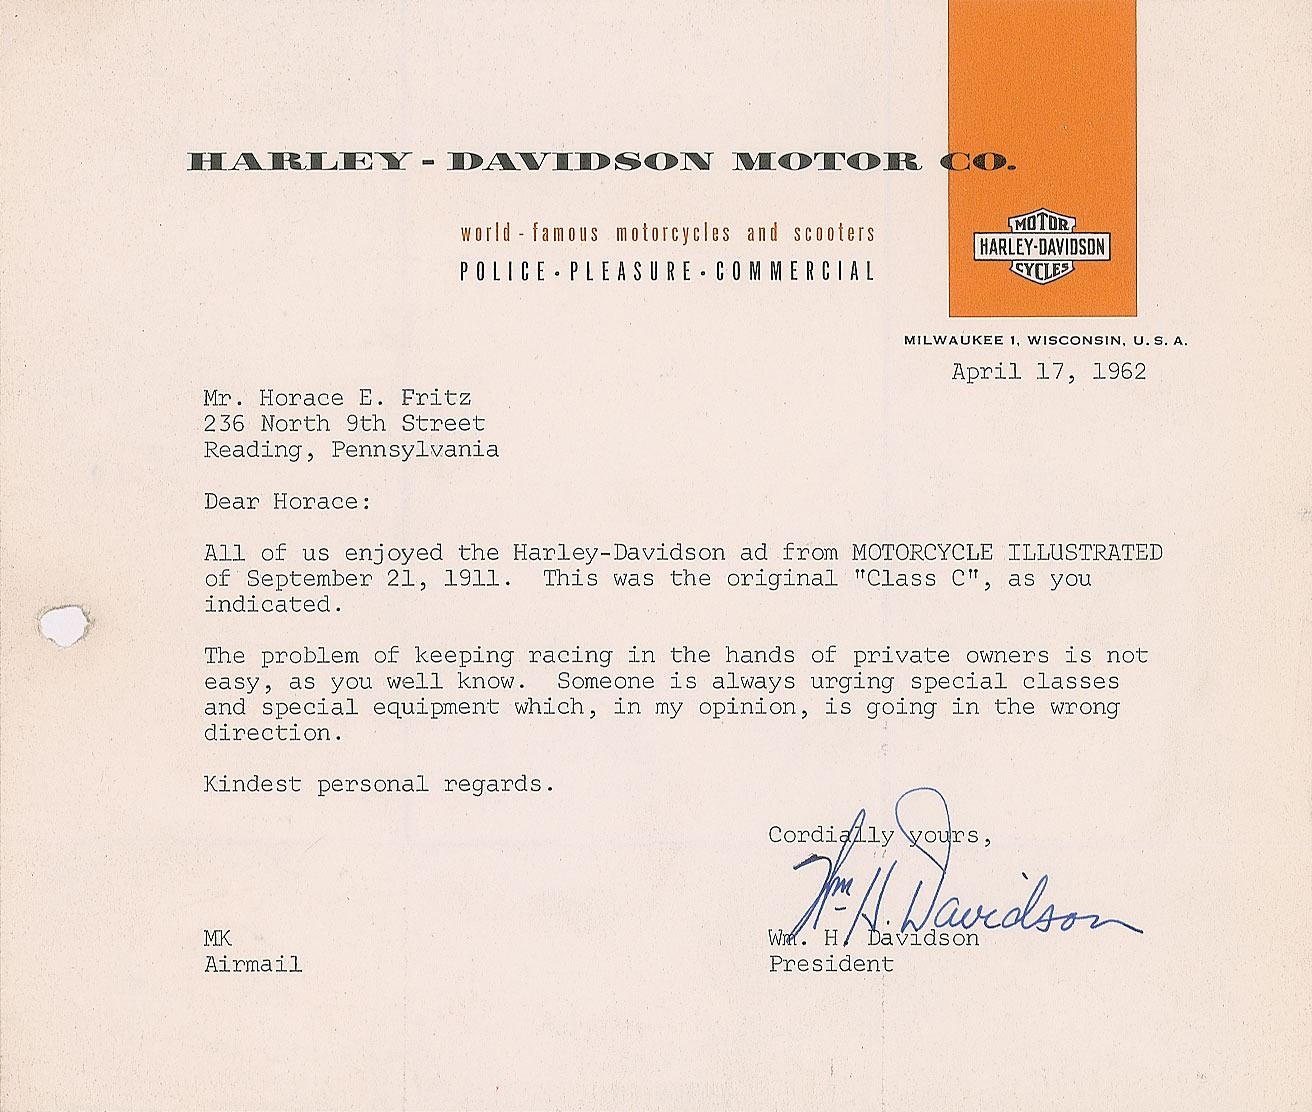 HARLEY - DAVIDSON MOTOR CO.
world - famous motorcycles and scooters
POLICE · PLEASURE · COMMERCIAL
MOTOR
HARLEY-DAVIDSON
CYCLES
MILWAUKEE 1, WISCONSIN, U. S. A.
April 17, 1962
Mr. Horace E. Fritz
236 North 9th Street
Reading, Pennsylvania
Dear Horace:
All of us enjoyed the Harley-Davidson ad from MOTORCYCLE ILLUSTRATED
of September 21, 1911. This was the original "Class C", as you
indicated.
The problem of keeping racing in the hands of private owners is not
easy, as you well know. Someone is always urging special classes
and special equipment which, in my opinion, is going in the wrong
direction.
Kindest personal regards.
Cordially yours,
Wm. H. Davidson
Wm. H. Davidson
President
MK
Airmail